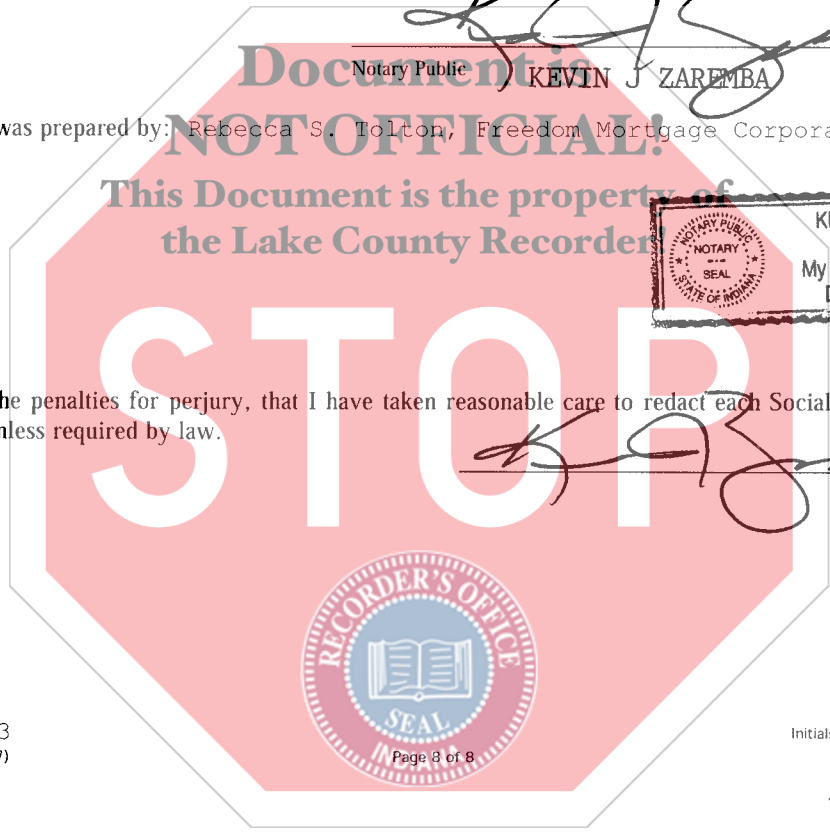 Document is
Notary Public
KEVIN J ZAREMBA
was prepared by: Rebecca S. Tolton, Freedom Mortgage Corpora
NOT OFFICIAL!
This Document is the property of
the Lake County Recorder!
NOTARY PUBLIC
NOTARY
SEAL
STATE OF INDIANA
My
STOP
he penalties for perjury, that I have taken reasonable care to redact each Social
nless required by law.
RECORDER'S OFFICE
SEAL
INDIANA
3
7)
Page 8 of 8
Initials